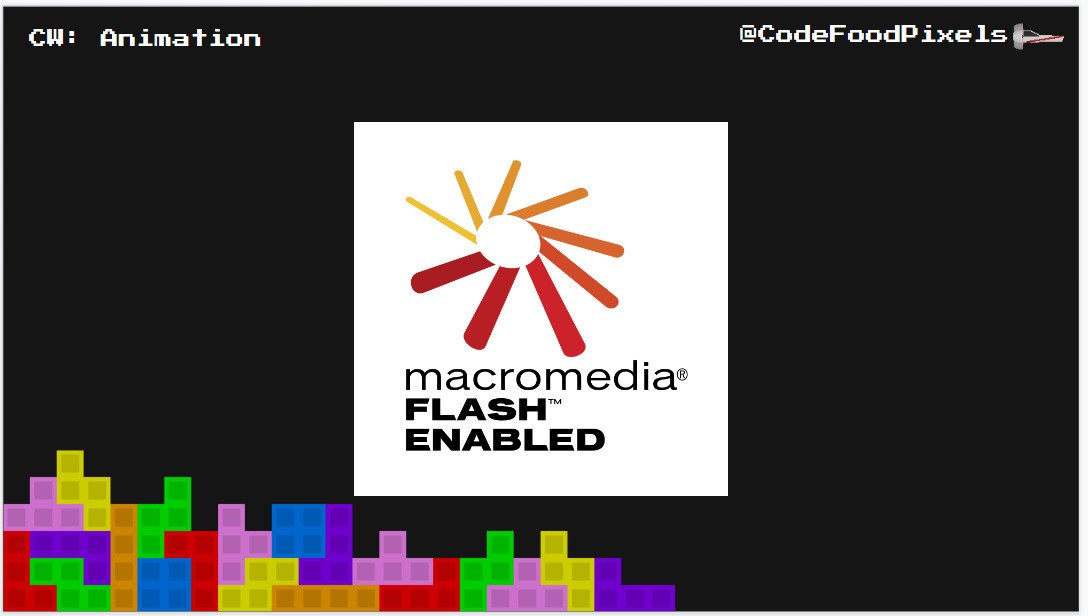 CW: Animation
@CodeFoodPixels
macromedia®
FLASH™
ENABLED